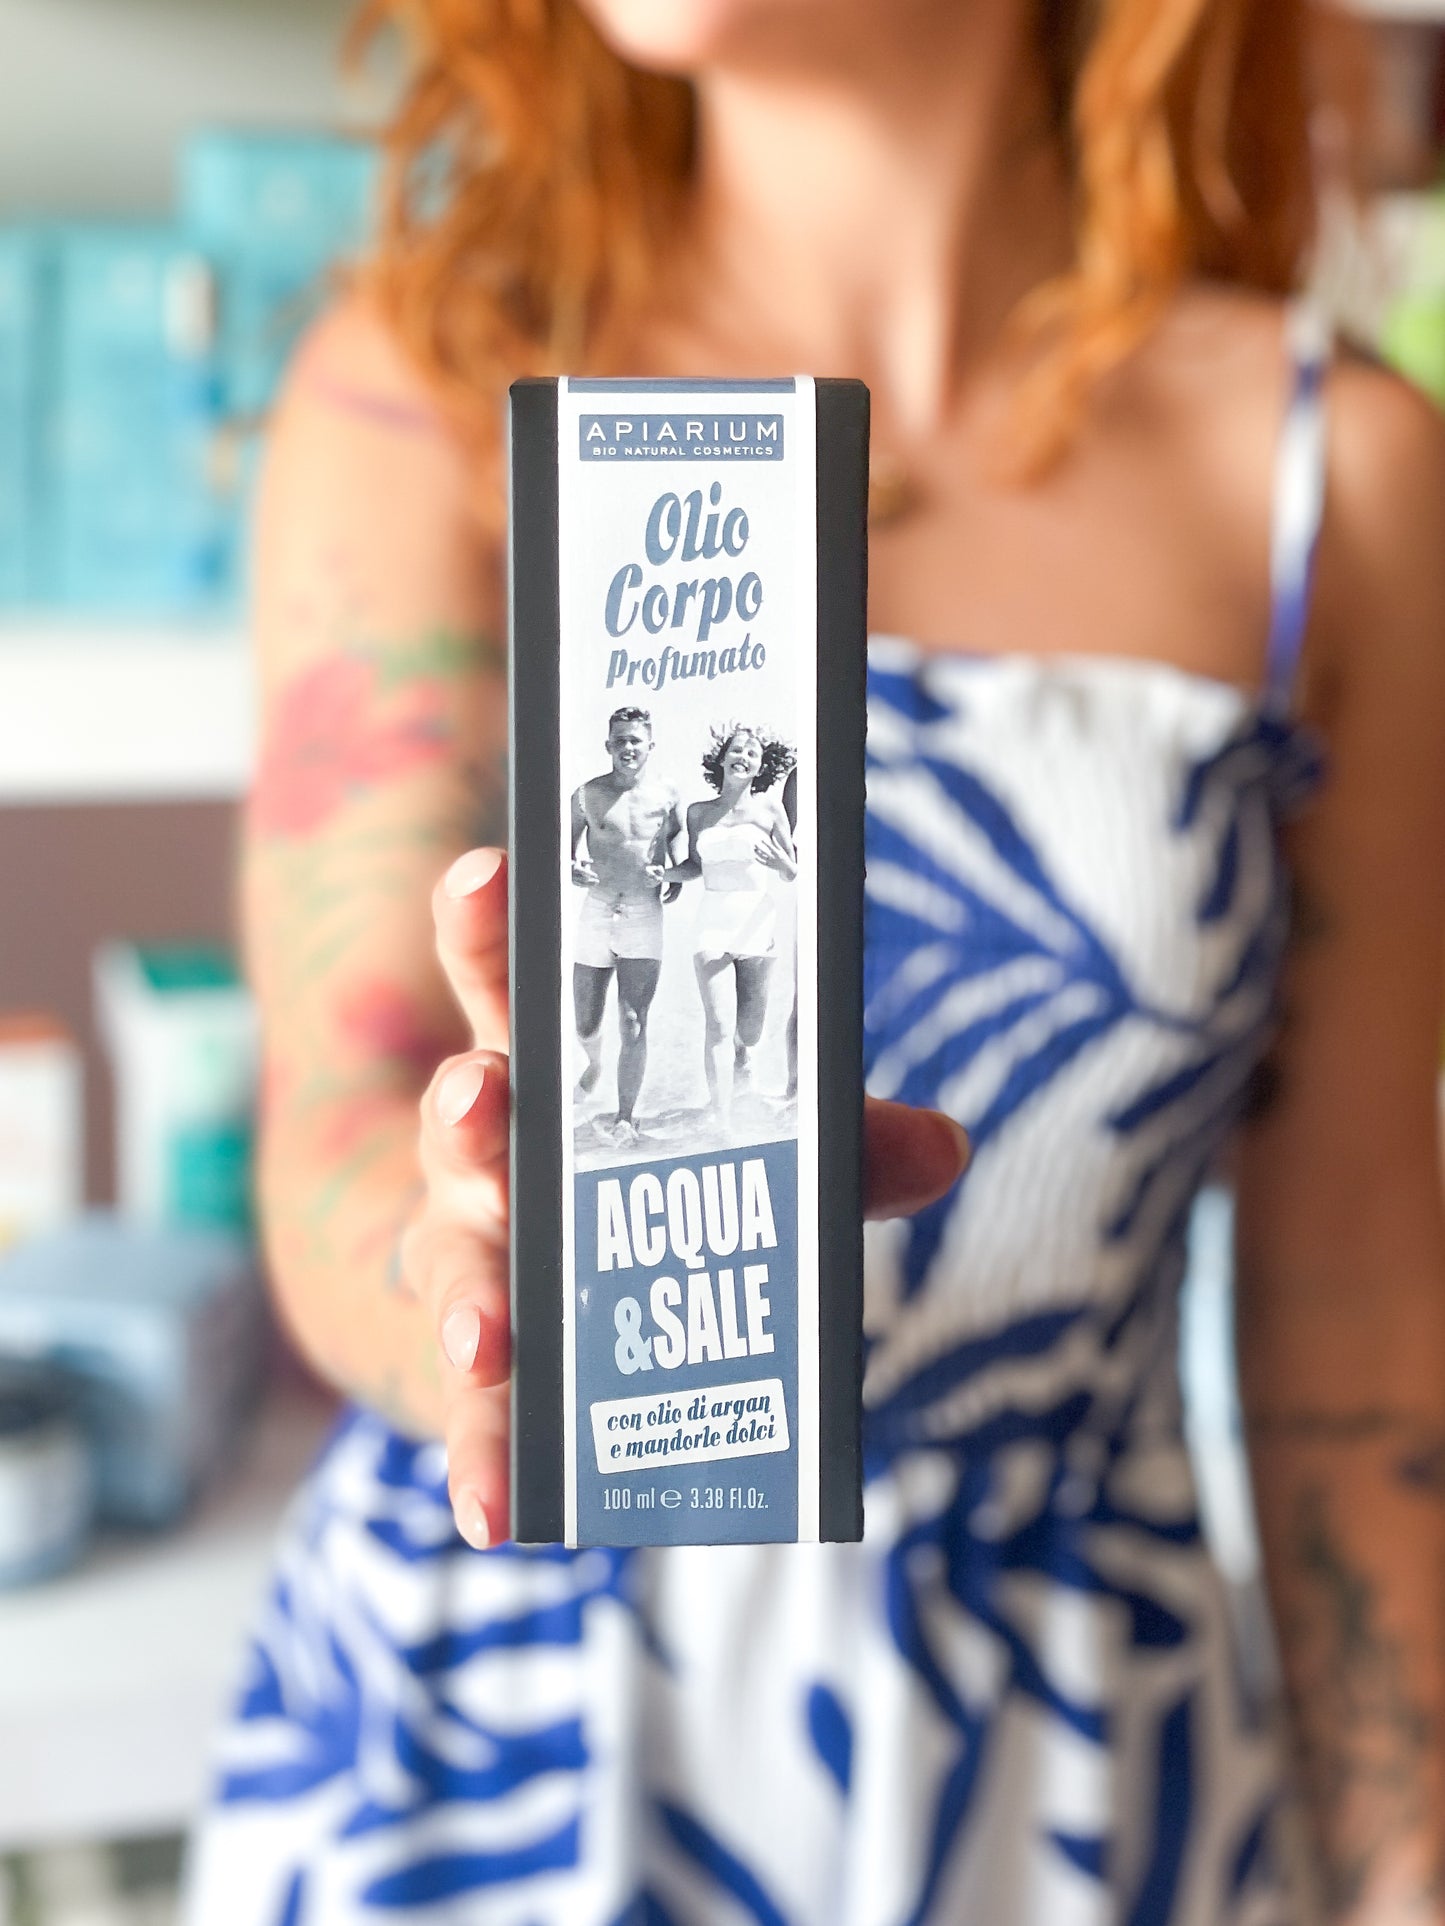 APIARIUM
BIO NATURAL COSMETICS
Olio
Corpo
Profumato
ACQUA
&SALE
con olio di argan
e mandorle dolci
100 ml ℮ 3.38 Fl.Oz.